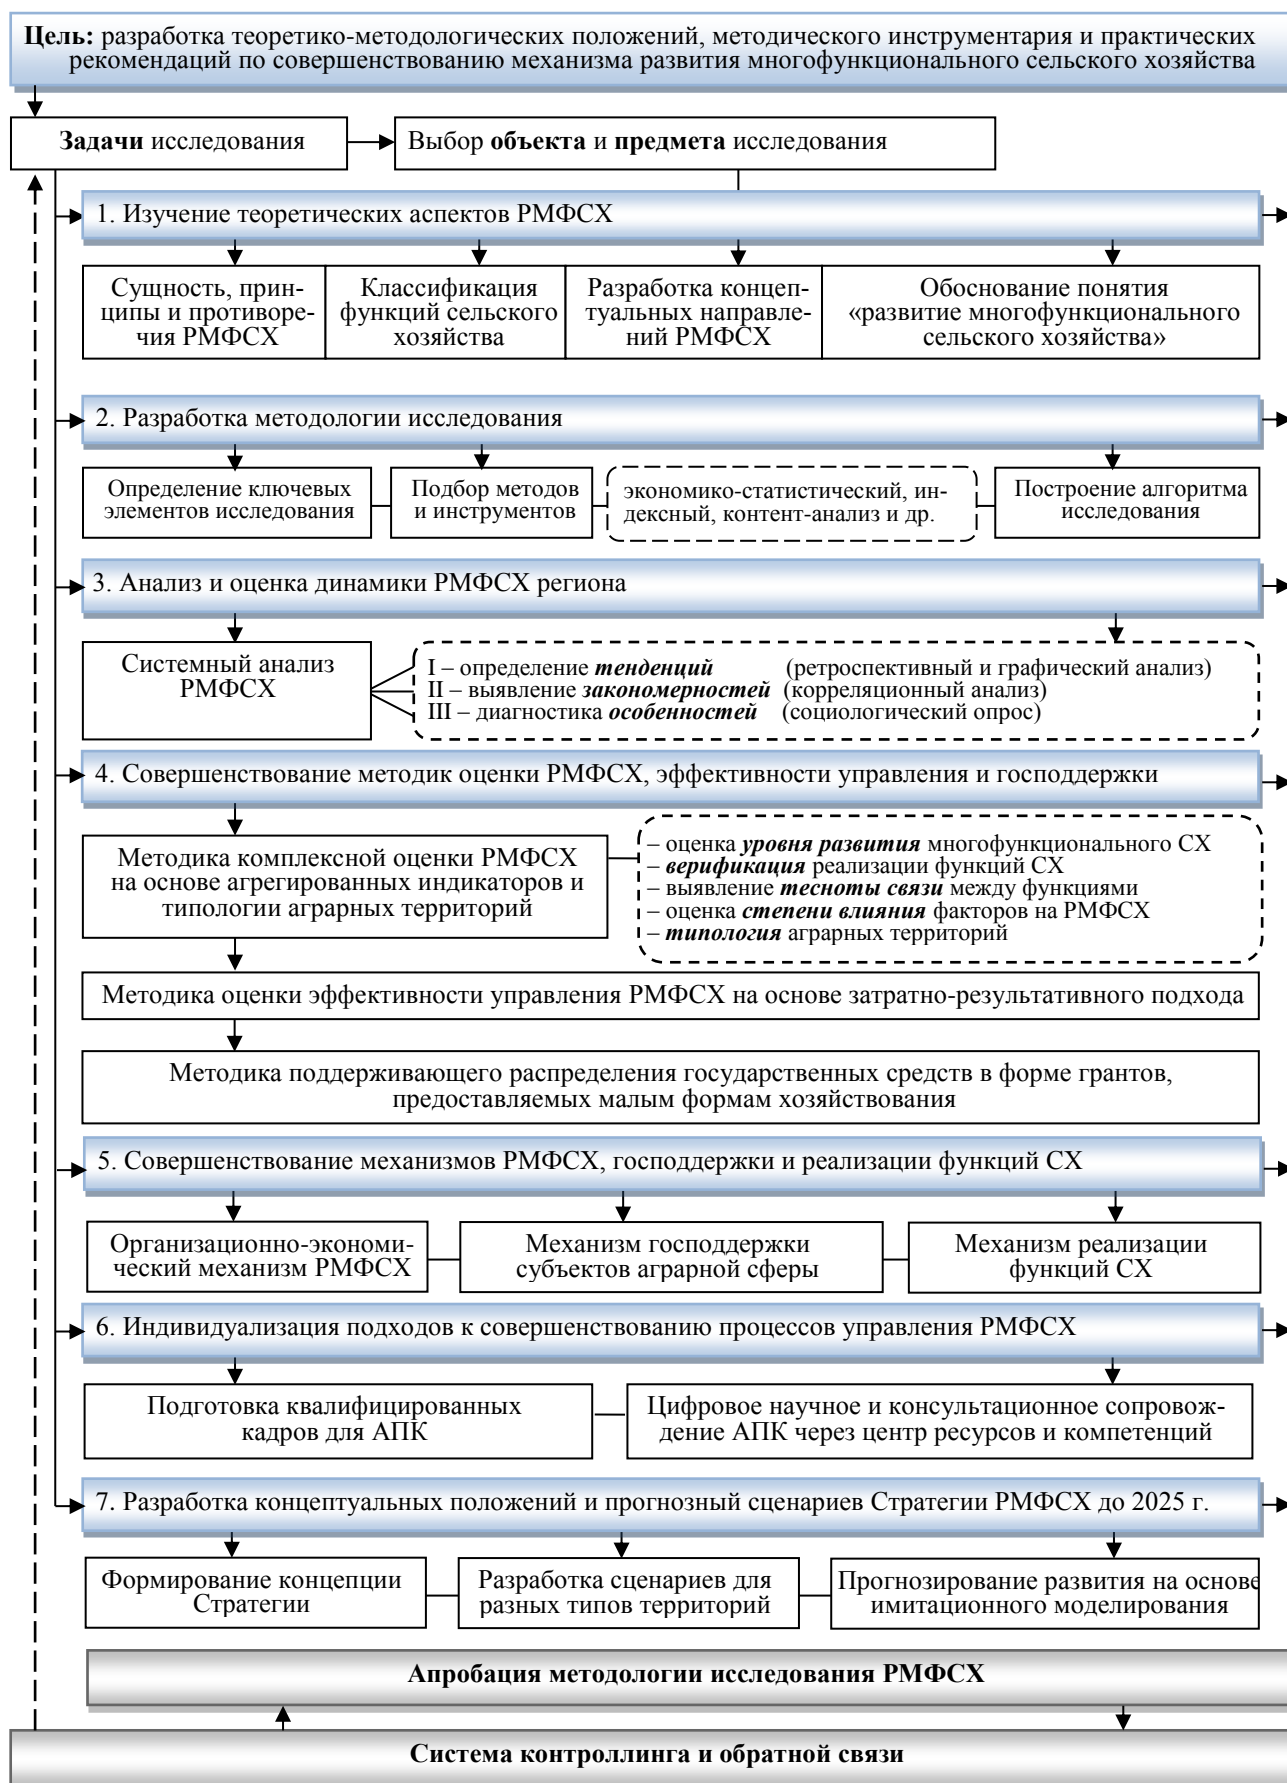 Цель: разработка теоретико-методологических положений, методического инструментария и практических
рекомендаций по совершенствованию механизма развития многофункционального сельского хозяйства
Задачи исследования
Выбор объекта и предмета исследования
1. Изучение теоретических аспектов РМФСХ
Сущность, прин-
ципы и противоре-
чия РМФСХ
Классификация
функций сельского
хозяйства
Разработка концеп-
туальных направле-
ний РМФСХ
Обоснование понятия
«развитие многофункционального
сельского хозяйства»
2. Разработка методологии исследования
Определение ключевых
элементов исследования
Подбор методов
и инструментов
экономико-статистический, ин-
дексный, контент-анализ и др.
Построение алгоритма
исследования
3. Анализ и оценка динамики РМФСХ региона
Системный анализ
РМФСХ
I – определение тенденций (ретроспективный и графический анализ)
II – выявление закономерностей (корреляционный анализ)
III – диагностика особенностей (социологический опрос)
4. Совершенствование методик оценки РМФСХ, эффективности управления и господдержки
Методика комплексной оценки РМФСХ
на основе агрегированных индикаторов и
типологии аграрных территорий
– оценка уровня развития многофункционального СХ
– верификация реализации функций СХ
– выявление тесноты связи между функциями
– оценка степени влияния факторов на РМФСХ
– типология аграрных территорий
Методика оценки эффективности управления РМФСХ на основе затратно-результативного подхода
Методика поддерживающего распределения государственных средств в форме грантов,
предоставляемых малым формам хозяйствования
5. Совершенствование механизмов РМФСХ, господдержки и реализации функций СХ
Организационно-экономи-
ческий механизм РМФСХ
Механизм господдержки
субъектов аграрной сферы
Механизм реализации
функций СХ
6. Индивидуализация подходов к совершенствованию процессов управления РМФСХ
Подготовка квалифицированных
кадров для АПК
Цифровое научное и консультационное сопровож-
дение АПК через центр ресурсов и компетенций
7. Разработка концептуальных положений и прогнозный сценариев Стратегии РМФСХ до 2025 г.
Формирование концепции
Стратегии
Разработка сценариев для
разных типов территорий
Прогнозирование развития на основе
имитационного моделирования
Апробация методологии исследования РМФСХ
Система контроллинга и обратной связи